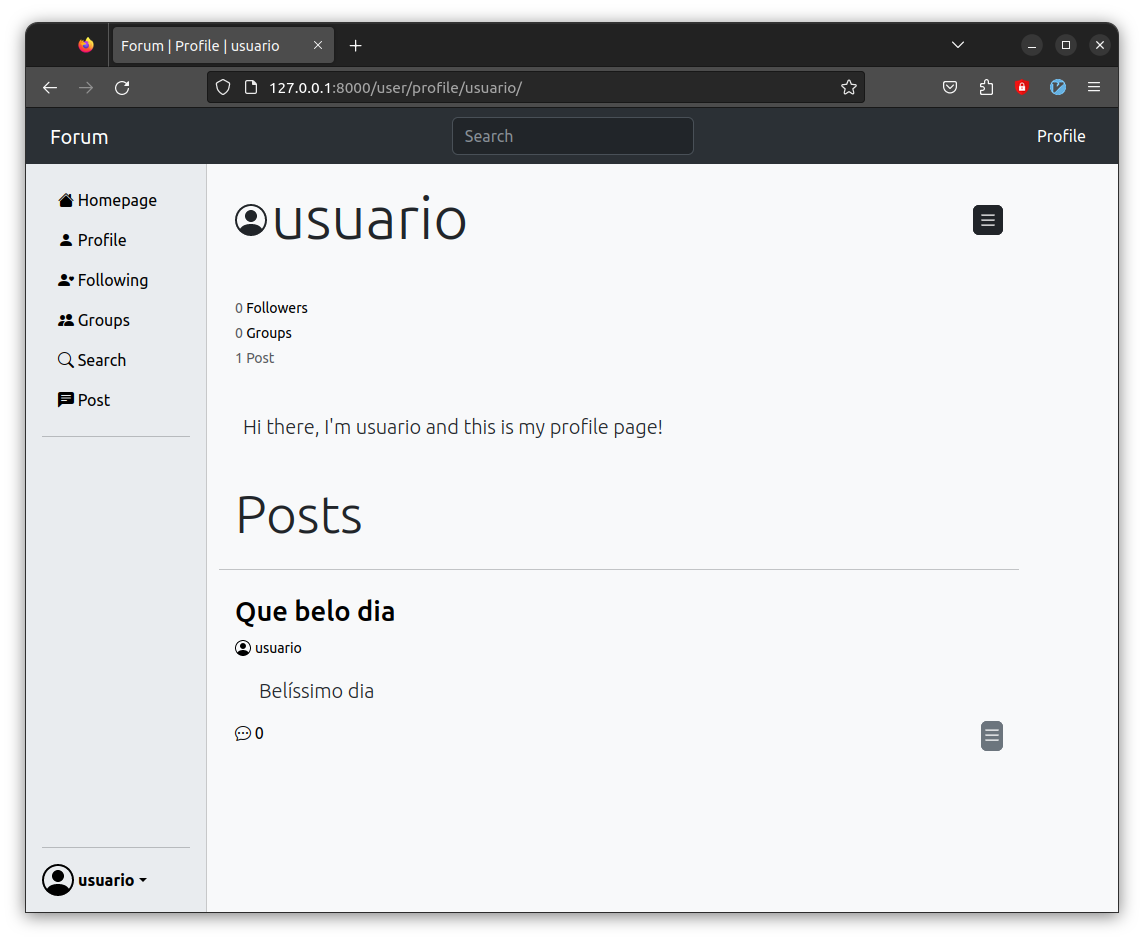 Forum | Profile | usuario
127.0.0.1:8000/user/profile/usuario/
Forum
Search
Profile
Homepage
Profile
Following
Groups
Search
Post
usuario
usuario
0 Followers
0 Groups
1 Post
Hi there, I'm usuario and this is my profile page!
Posts
Que belo dia
usuario
Belíssimo dia
0